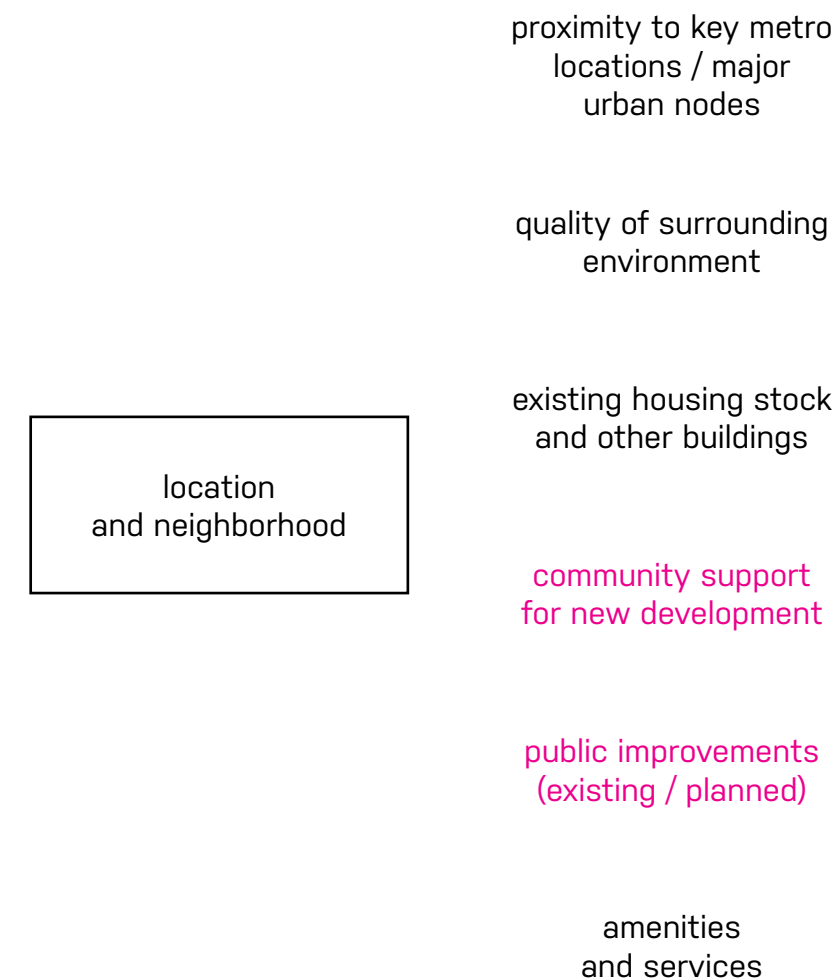 proximity to key metro
locations / major
urban nodes
quality of surrounding
environment
existing housing stock
and other buildings
location
and neighborhood
community support
for new development
public improvements
(existing / planned)
amenities
and services